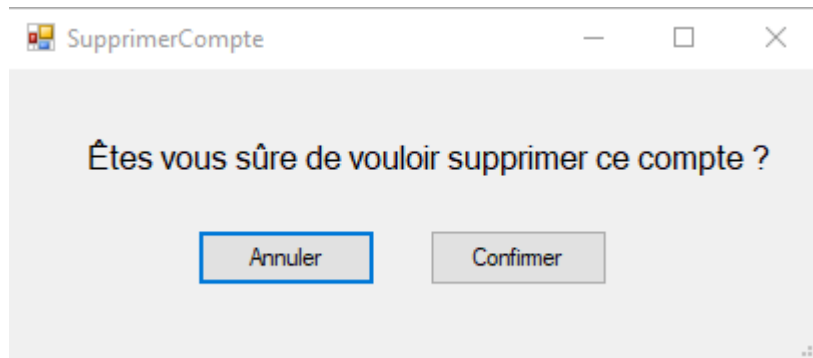 SupprimerCompte
Êtes vous sûre de vouloir supprimer ce compte ?
Annuler Confirmer